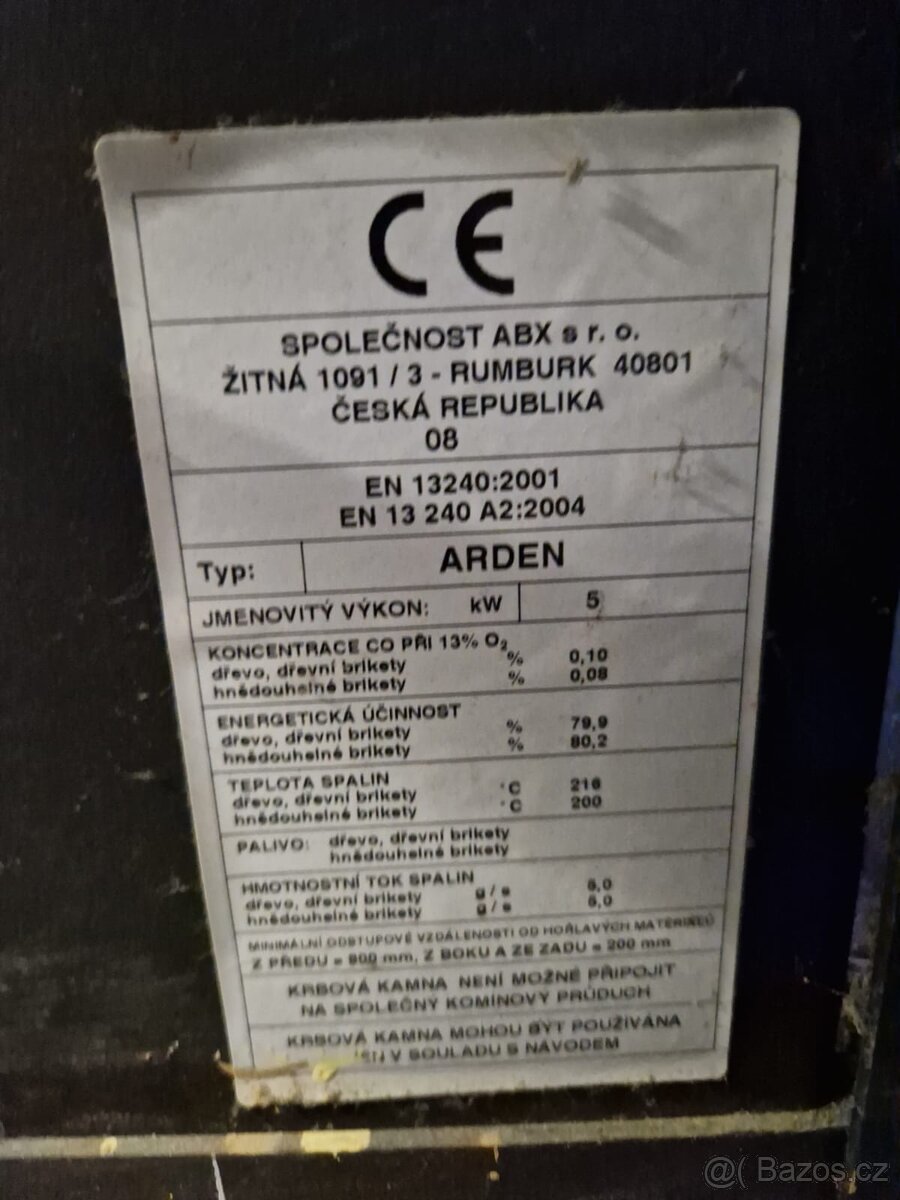 CE
SPOLEČNOST ABX s r. o.
ŽITNÁ 1091 / 3 - RUMBURK 40801
ČESKÁ REPUBLIKA
08
EN 13240:2001
EN 13 240 A2:2004
Typ: ARDEN
JMENOVITÝ VÝKON: kW 5
KONCENTRACE CO PŘI 13% O₂
dřevo, dřevní brikety % 0,10
hnědouhelné brikety % 0,08
ENERGETICKÁ ÚČINNOST
dřevo, dřevní brikety % 79,9
hnědouhelné brikety % 80,2
TEPLOTA SPALIN
dřevo, dřevní brikety °C 216
hnědouhelné brikety °C 200
PALIVO: dřevo, dřevní brikety
hnědouhelné brikety
HMOTNOSTNÍ TOK SPALIN
dřevo, dřevní brikety g / s
hnědouhelné brikety g / s
MINIMÁLNÍ ODSTUPOVÉ VZDÁLENOSTI OD HOŘLAVÝCH MATERIÁLŮ
Z PŘEDU = 800 mm, Z BOKU A ZE ZADU = 200 mm
KRBOVÁ KAMNA NENÍ MOŽNÉ PŘIPOJIT
NA SPOLEČNÝ KOMÍNOVÝ PRŮDUCH
KRBOVÁ KAMNA MOHOU BÝT POUŽÍVÁNA
V SOULADU S NÁVODEM
@( Bazos.cz